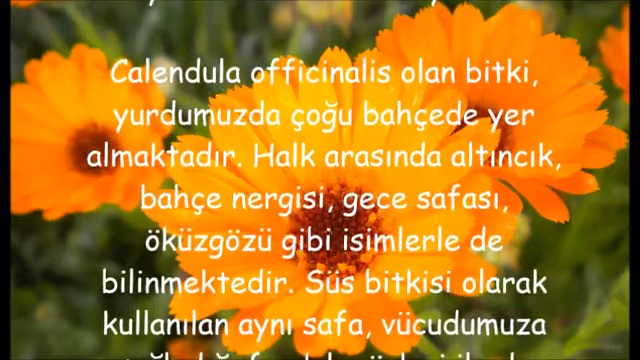 Calendula officinalis olan bitki,
yurdumuzda çoğu bahçede yer
almaktadır. Halk arasında altıncık,
bahçe nergisi, gece safası,
öküzgözü gibi isimlerle de
bilinmektedir. Süs bitkisi olarak
kullanılan aynı safa, vücudumuza